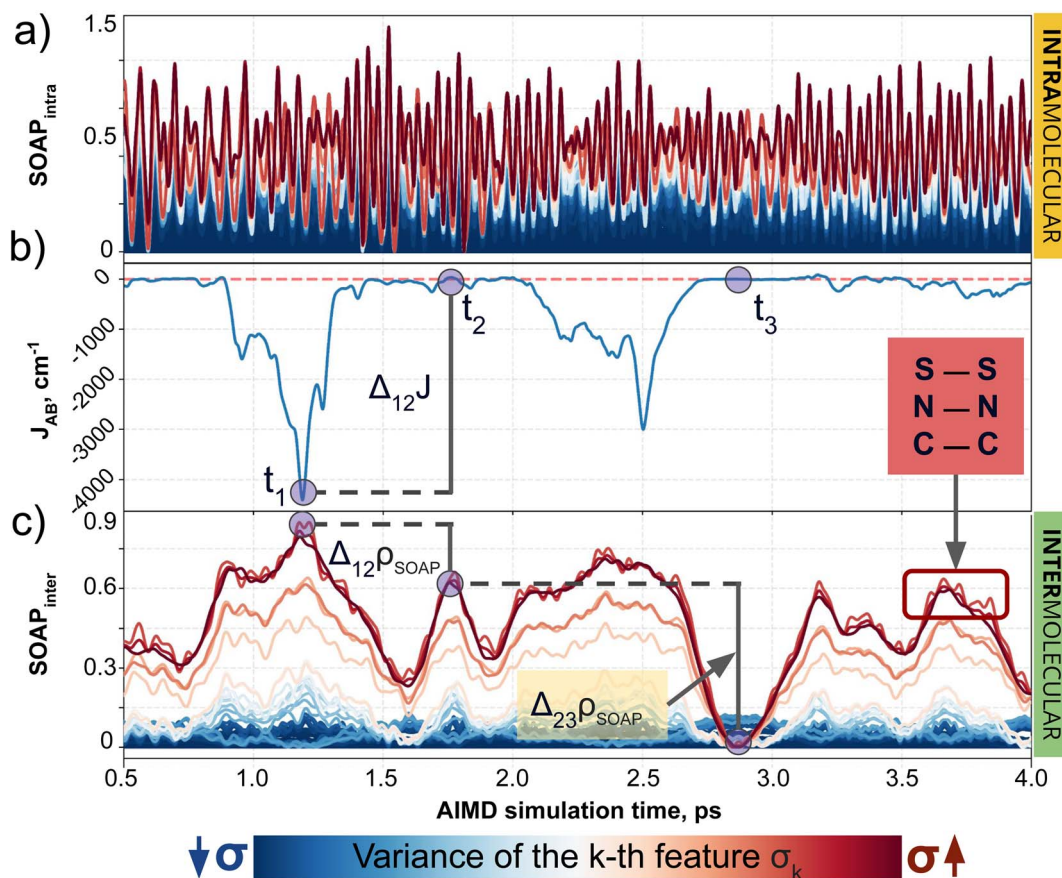 a)
1.5
0.5
0
SOAPintra
INTRAMOLECULAR
b)
0
-1000
-2000
-3000
-4000
JAB, cm⁻¹
t1
t2
t3
Δ12J
S — S
N — N
C — C
c)
0.9
0.6
0.3
0
SOAPinter
Δ12ρSOAP
Δ23ρSOAP
INTERMOLECULAR
0.5 1.0 1.5 2.0 2.5 3.0 3.5 4.0
AIMD simulation time, ps
↓σ Variance of the k-th feature σk σ↑